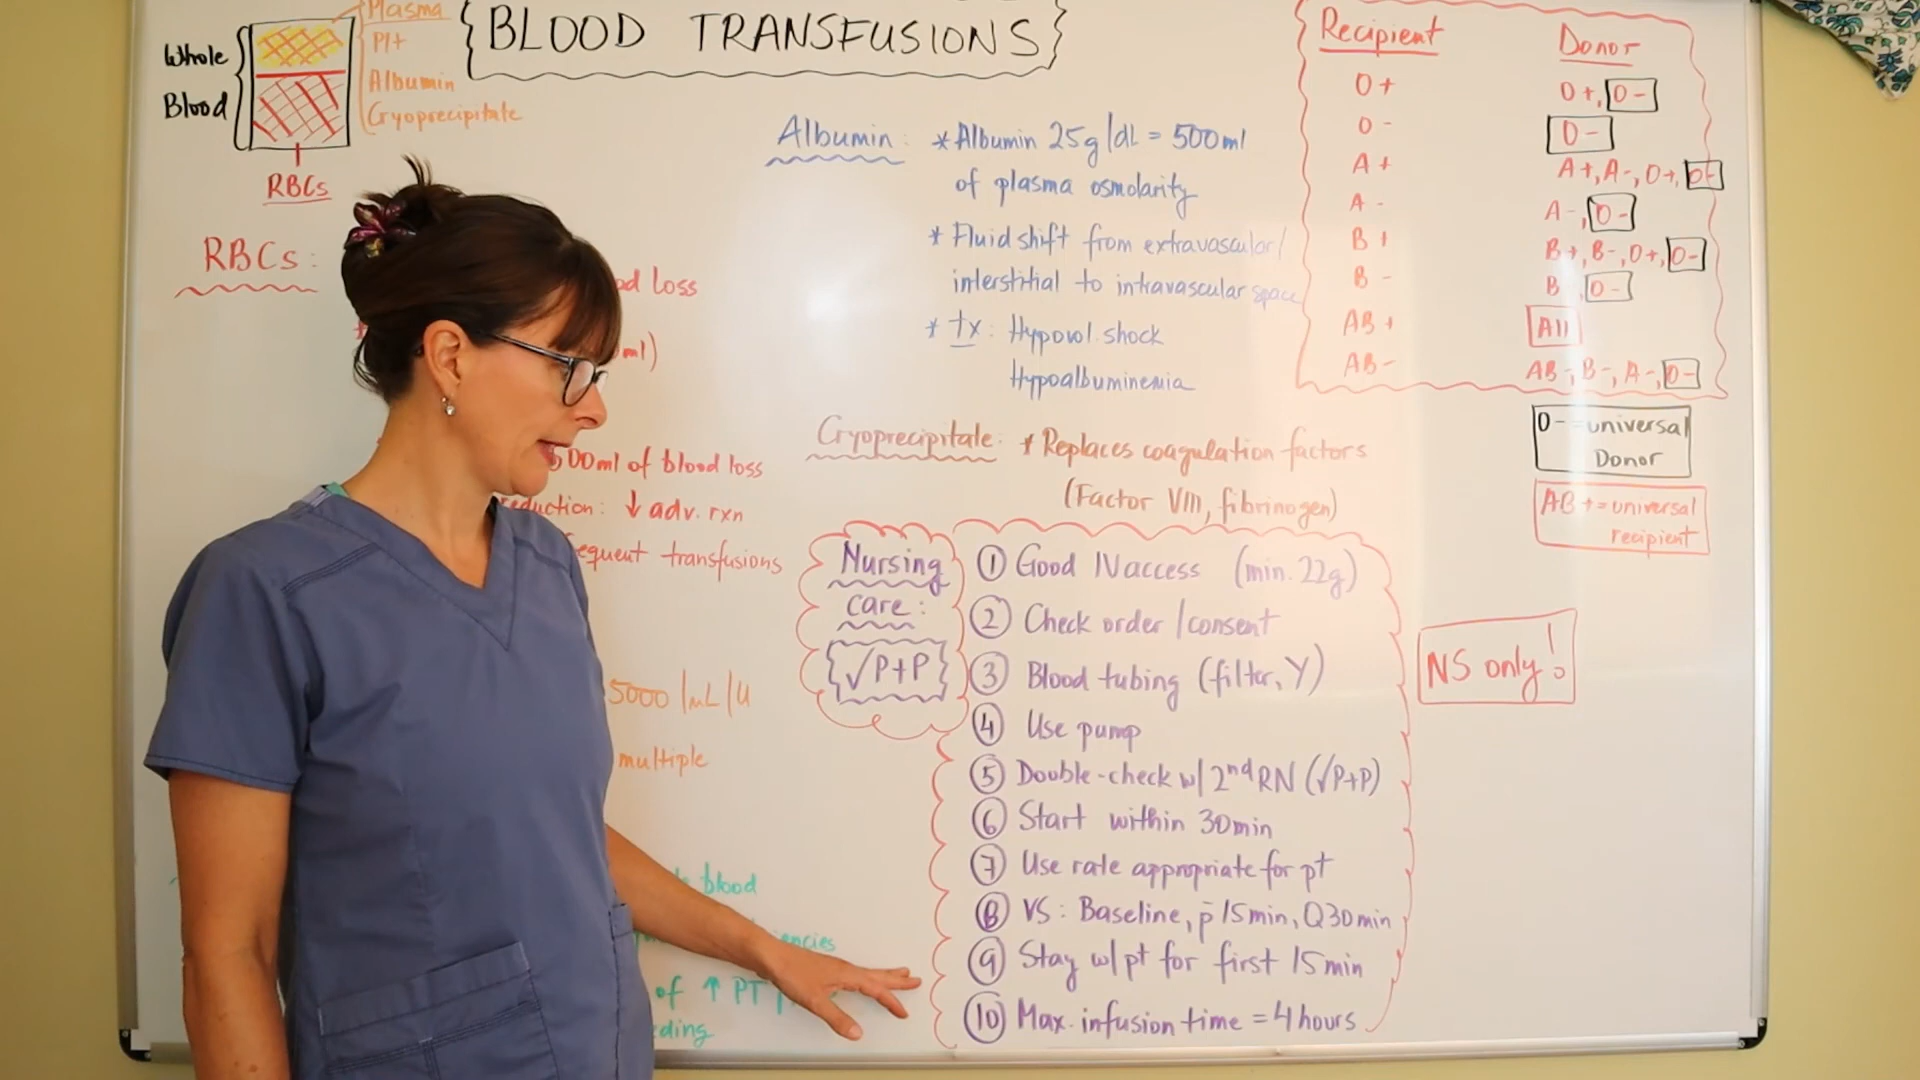 BLOOD TRANSFUSIONS
Whole
Blood
Plasma
Plt
Albumin
Cryoprecipitate
RBCs
RBCs:
loss
ml)
500ml of blood loss
eduction: ↓ adv. rxn
equent transfusions
5000 /mL/U
multiple
blood
encies
of ↑ PT
eding
Albumin: * Albumin 25g/dL = 500ml
of plasma osmolarity
* Fluid shift from extravascular/
interstitial to intravascular space
* tx: Hypovol. shock
Hypoalbuminemia
Cryoprecipitate: * Replaces coagulation factors
(Factor VIII, fibrinogen)
Nursing
care:
√P+P
① Good IV access (min. 22g)
② Check order/consent
③ Blood tubing (filter, Y)
④ Use pump
⑤ Double-check w/ 2nd RN (√P+P)
⑥ Start within 30min
⑦ Use rate appropriate for pt
⑧ VS: Baseline, p̄ 15min, Q30min
⑨ Stay w/pt for first 15min
⑩ Max. infusion time = 4 hours
NS only!
Recipient Donor
O+ O+, O-
O- O-
A+ A+, A-, O+, O-
A- A-, O-
B+ B+, B-, O+, O-
B- B-, O-
AB+ All
AB- AB-, B-, A-, O-
O- = universal
Donor
AB+ = universal
recipient